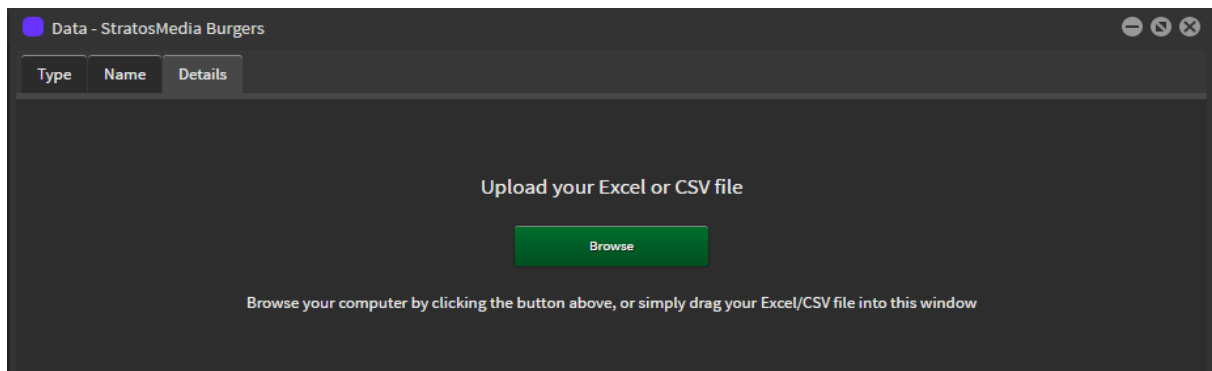 Data - StratosMedia Burgers
Type Name Details
Upload your Excel or CSV file
Browse
Browse your computer by clicking the button above, or simply drag your Excel/CSV file into this window